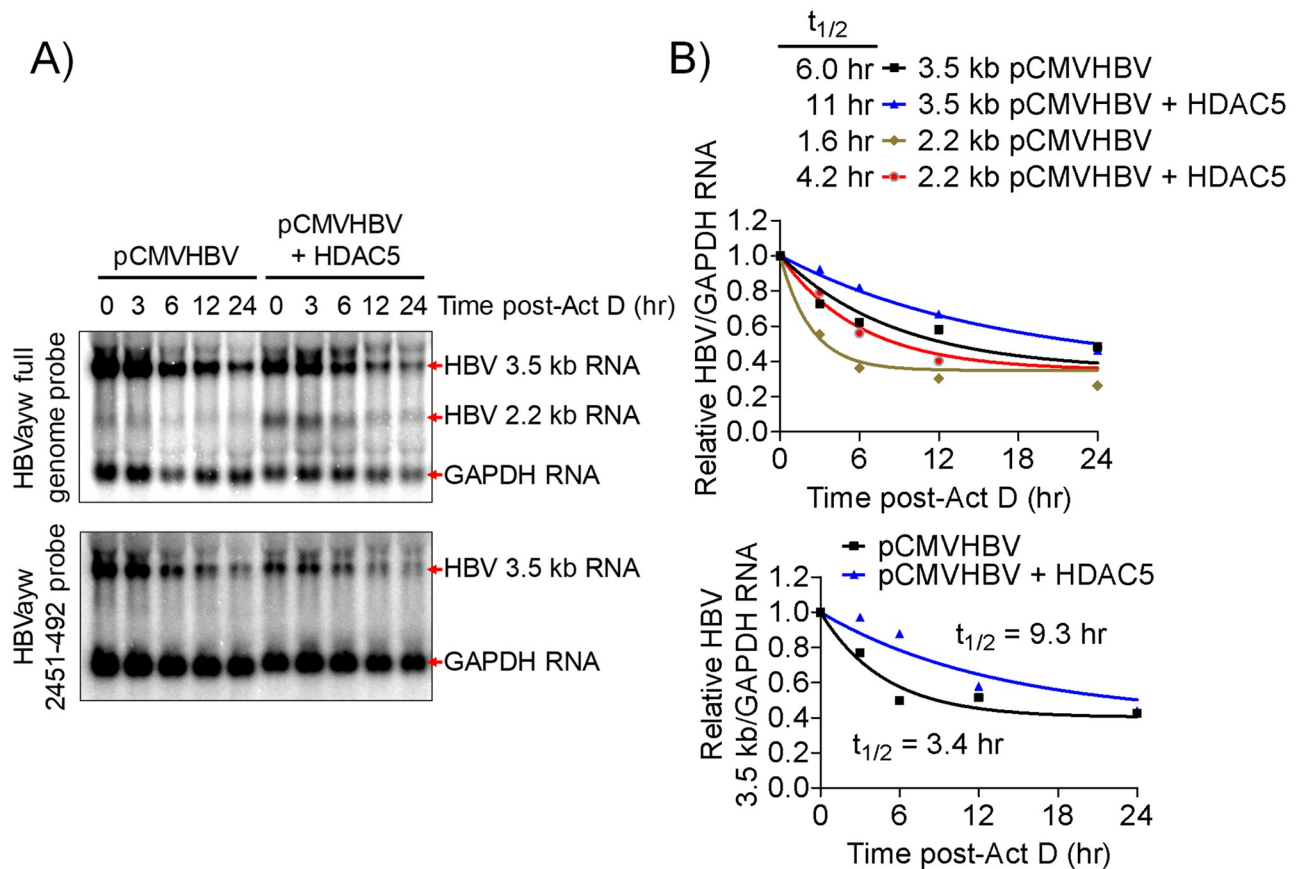 A)
pCMVHBV
pCMVHBV
+ HDAC5
0 3 6 12 24 0 3 6 12 24 Time post-Act D (hr)
HBVayw full
genome probe
HBV 3.5 kb RNA
HBV 2.2 kb RNA
GAPDH RNA
HBVayw
2451-492 probe
HBV 3.5 kb RNA
GAPDH RNA
B)
t1/2
6.0 hr 3.5 kb pCMVHBV
11 hr 3.5 kb pCMVHBV + HDAC5
1.6 hr 2.2 kb pCMVHBV
4.2 hr 2.2 kb pCMVHBV + HDAC5
Relative HBV/GAPDH RNA
1.2
1.0
0.8
0.6
0.4
0.2
0.0
0 6 12 18 24
Time post-Act D (hr)
pCMVHBV
pCMVHBV + HDAC5
Relative HBV
3.5 kb/GAPDH RNA
1.2
1.0
0.8
0.6
0.4
0.2
0.0
t1/2 = 9.3 hr
t1/2 = 3.4 hr
0 6 12 18 24
Time post-Act D (hr)